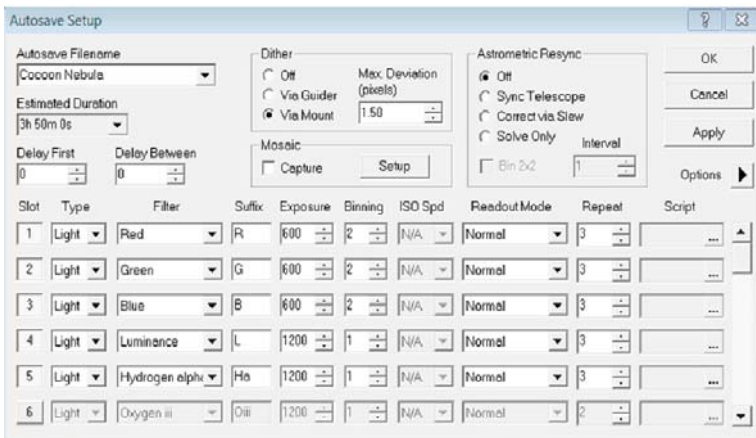 Autosave Setup
Autosave Filename
Cocoon Nebula
Estimated Duration
3h 50m 0s
Delay First Delay Between
0 0
Dither
Off
Via Guider
Via Mount
Max. Deviation
(pixels)
1.50
Mosaic
Capture Setup
Astrometric Resync
Off
Sync Telescope
Correct via Slew
Solve Only
Interval
Bin 2x2 1
OK
Cancel
Apply
Options
Slot Type Filter Suffix Exposure Binning ISO Spd Readout Mode Repeat Script
1 Light Red R 600 2 N/A Normal 3 ...
2 Light Green G 600 2 N/A Normal 3 ...
3 Light Blue B 600 2 N/A Normal 3 ...
4 Light Luminance L 1200 1 N/A Normal 3 ...
5 Light Hydrogen alpha Ha 1200 1 N/A Normal 3 ...
6 Light Oxygen iii Oiii 1200 1 N/A Normal 2 ...